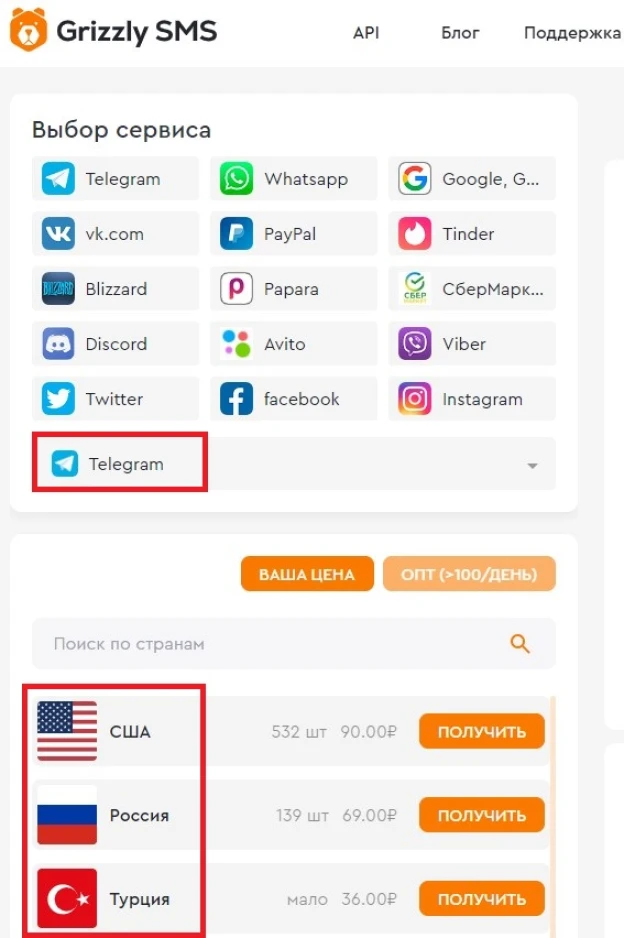 Grizzly SMS API Блог Поддержка
Выбор сервиса
Telegram Whatsapp Google, G...
vk.com PayPal Tinder
Blizzard Papara СберМарк...
Discord Avito Viber
Twitter facebook Instagram
Telegram
ВАША ЦЕНА ОПТ (>100/ДЕНЬ)
Поиск по странам
США 532 шт 90.00₽ ПОЛУЧИТЬ
Россия 139 шт 69.00₽ ПОЛУЧИТЬ
Турция мало 36.00₽ ПОЛУЧИТЬ